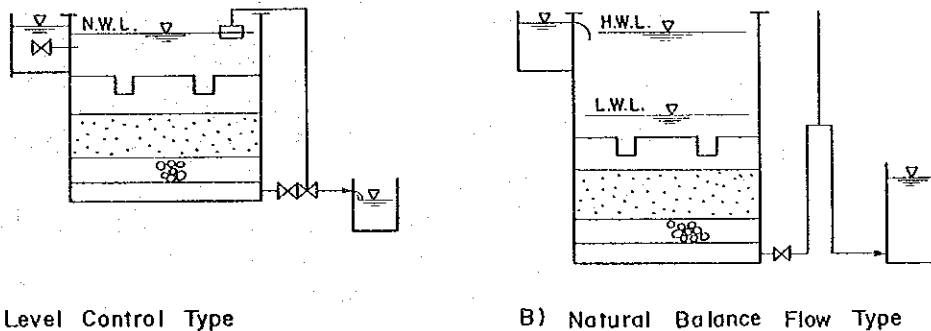 N.W.L.
H.W.L.
L.W.L.
Level Control Type
B) Natural Balance Flow Type